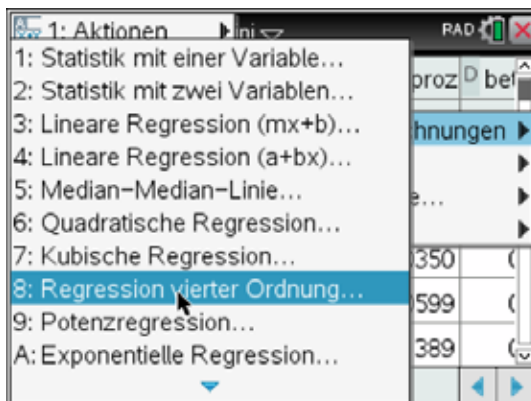 1: Aktionen
RAD
1: Statistik mit einer Variable...
2: Statistik mit zwei Variablen...
proz D bet
3: Lineare Regression (mx+b)...
hnungen
4: Lineare Regression (a+bx)...
5: Median-Median-Linie...
e...
6: Quadratische Regression...
7: Kubische Regression...
350
8: Regression vierter Ordnung...
599
9: Potenzregression...
389
A: Exponentielle Regression...